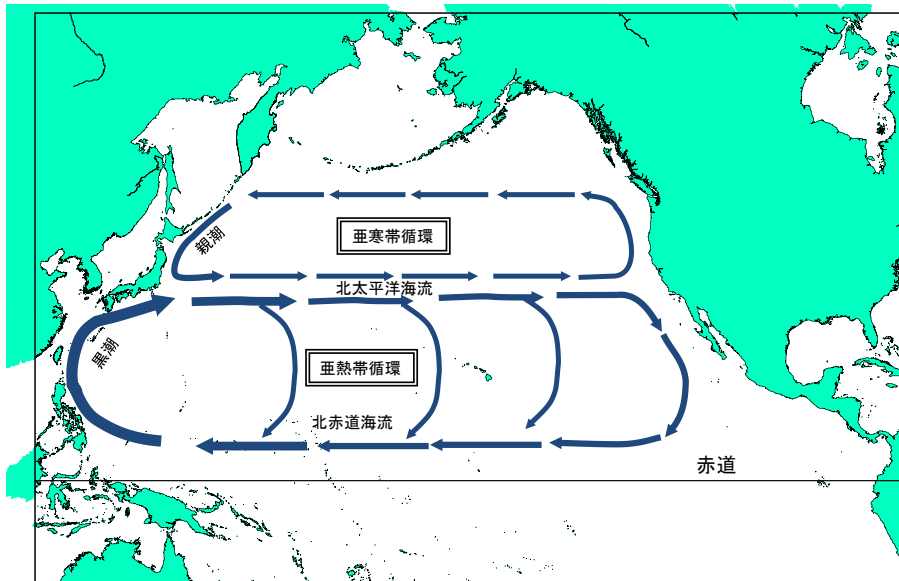 親潮
亜寒帯循環
北太平洋海流
黒潮
亜熱帯循環
北赤道海流
赤道